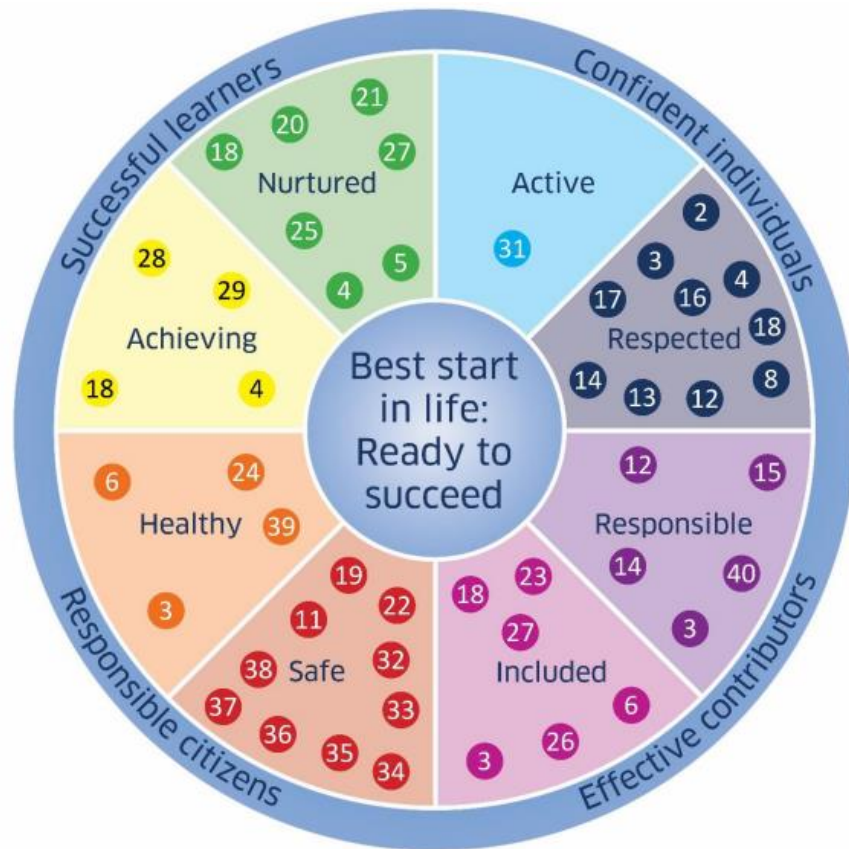 Successful learners
Confident individuals
Effective contributors
Responsible citizens
Best start
in life:
Ready to
succeed
Active
31
Respected
2
3
4
17
16
18
14
13
12
8
Responsible
12
15
14
40
3
Included
18
23
27
6
26
3
Safe
19
22
11
32
38
33
37
36
35
34
Healthy
6
24
39
3
Achieving
28
29
18
4
Nurtured
21
20
18
27
25
5
4